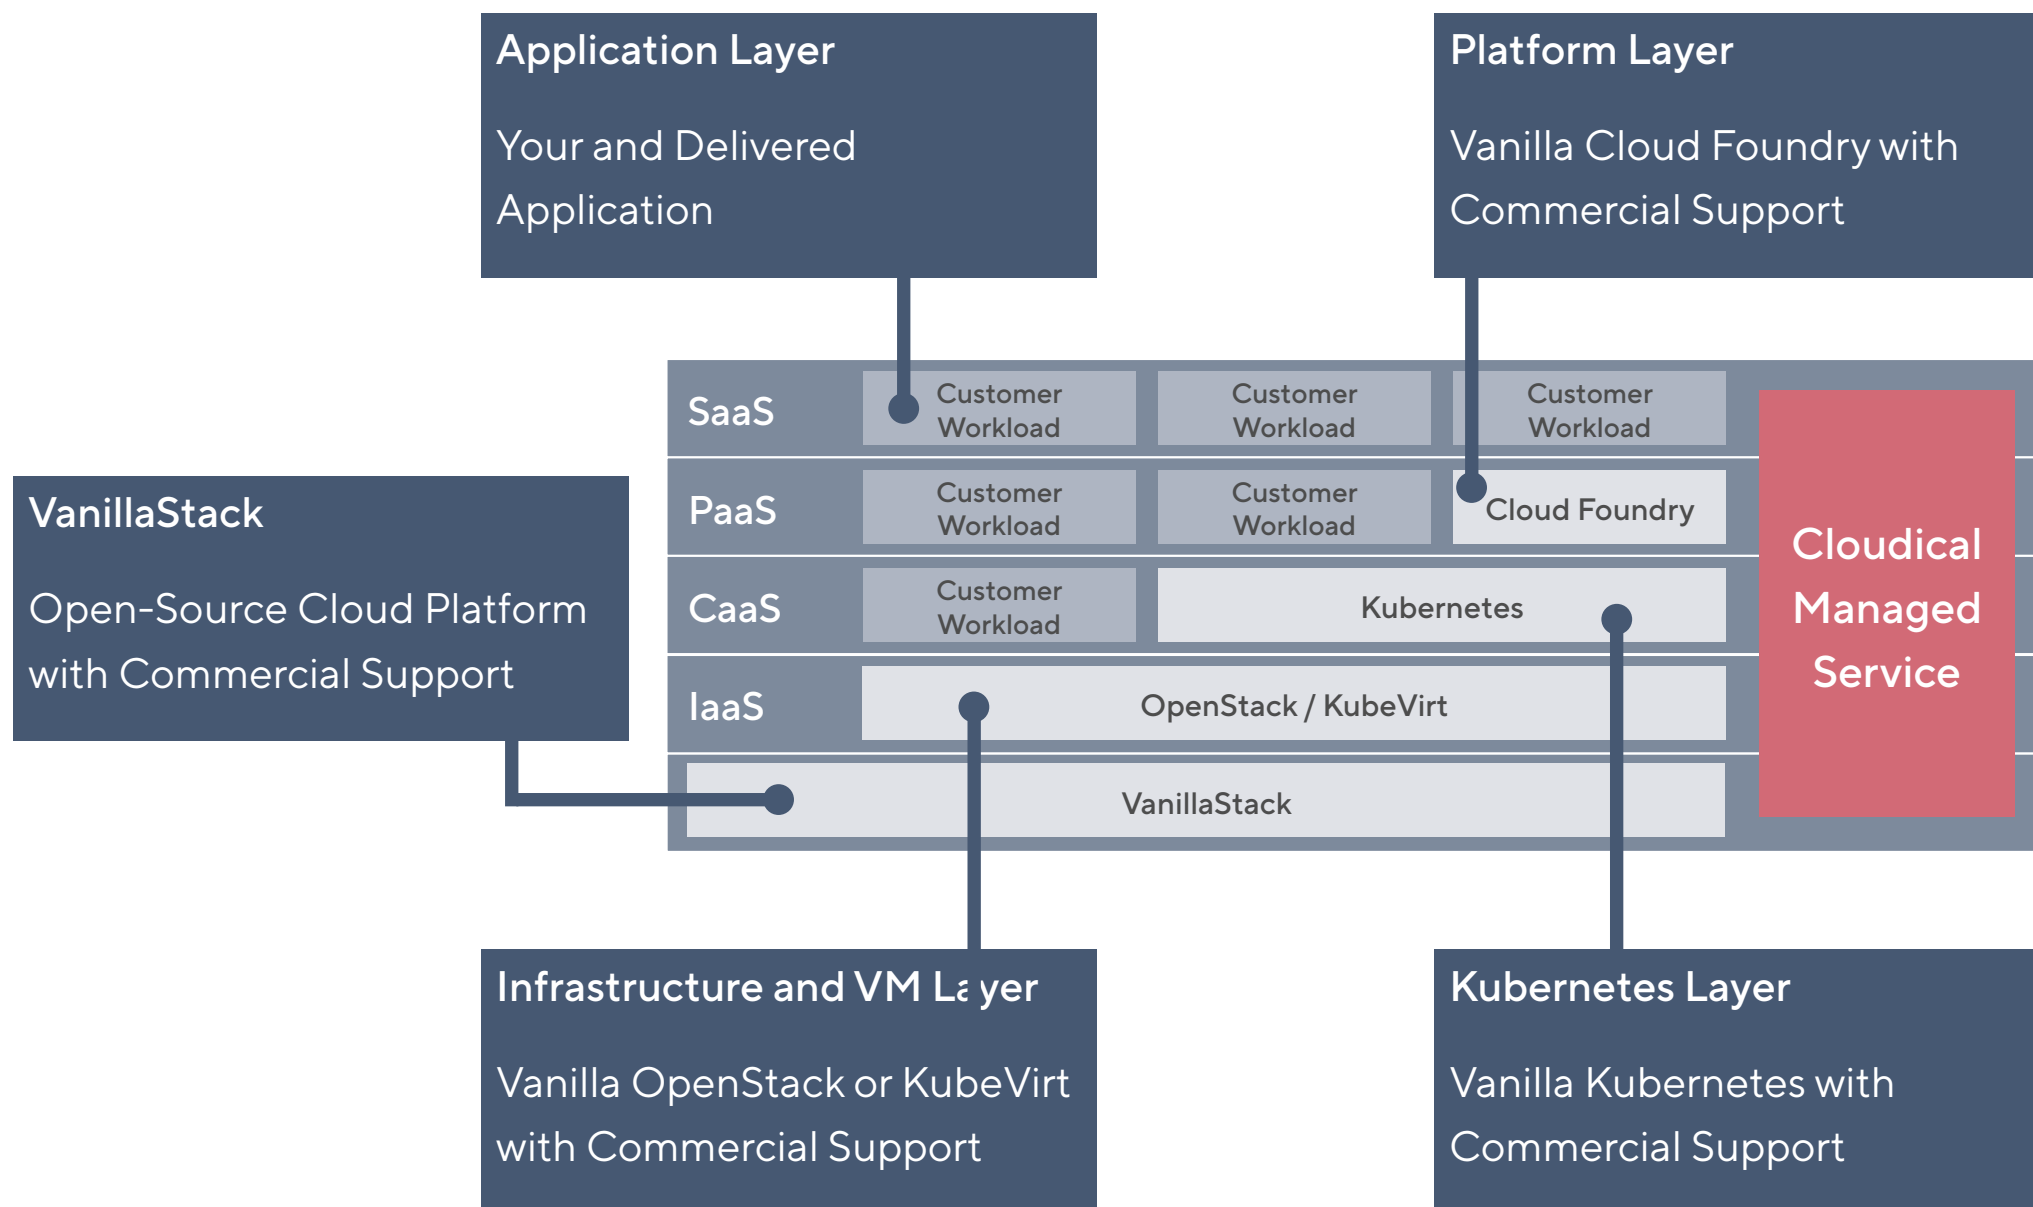 Application Layer
Your and Delivered
Application
Platform Layer
Vanilla Cloud Foundry with
Commercial Support
VanillaStack
Open-Source Cloud Platform
with Commercial Support
SaaS
Customer
Workload
Customer
Workload
Customer
Workload
PaaS
Customer
Workload
Customer
Workload
Cloud Foundry
CaaS
Customer
Workload
Kubernetes
IaaS
OpenStack / KubeVirt
VanillaStack
Cloudical
Managed
Service
Infrastructure and VM Layer
Vanilla OpenStack or KubeVirt
with Commercial Support
Kubernetes Layer
Vanilla Kubernetes with
Commercial Support